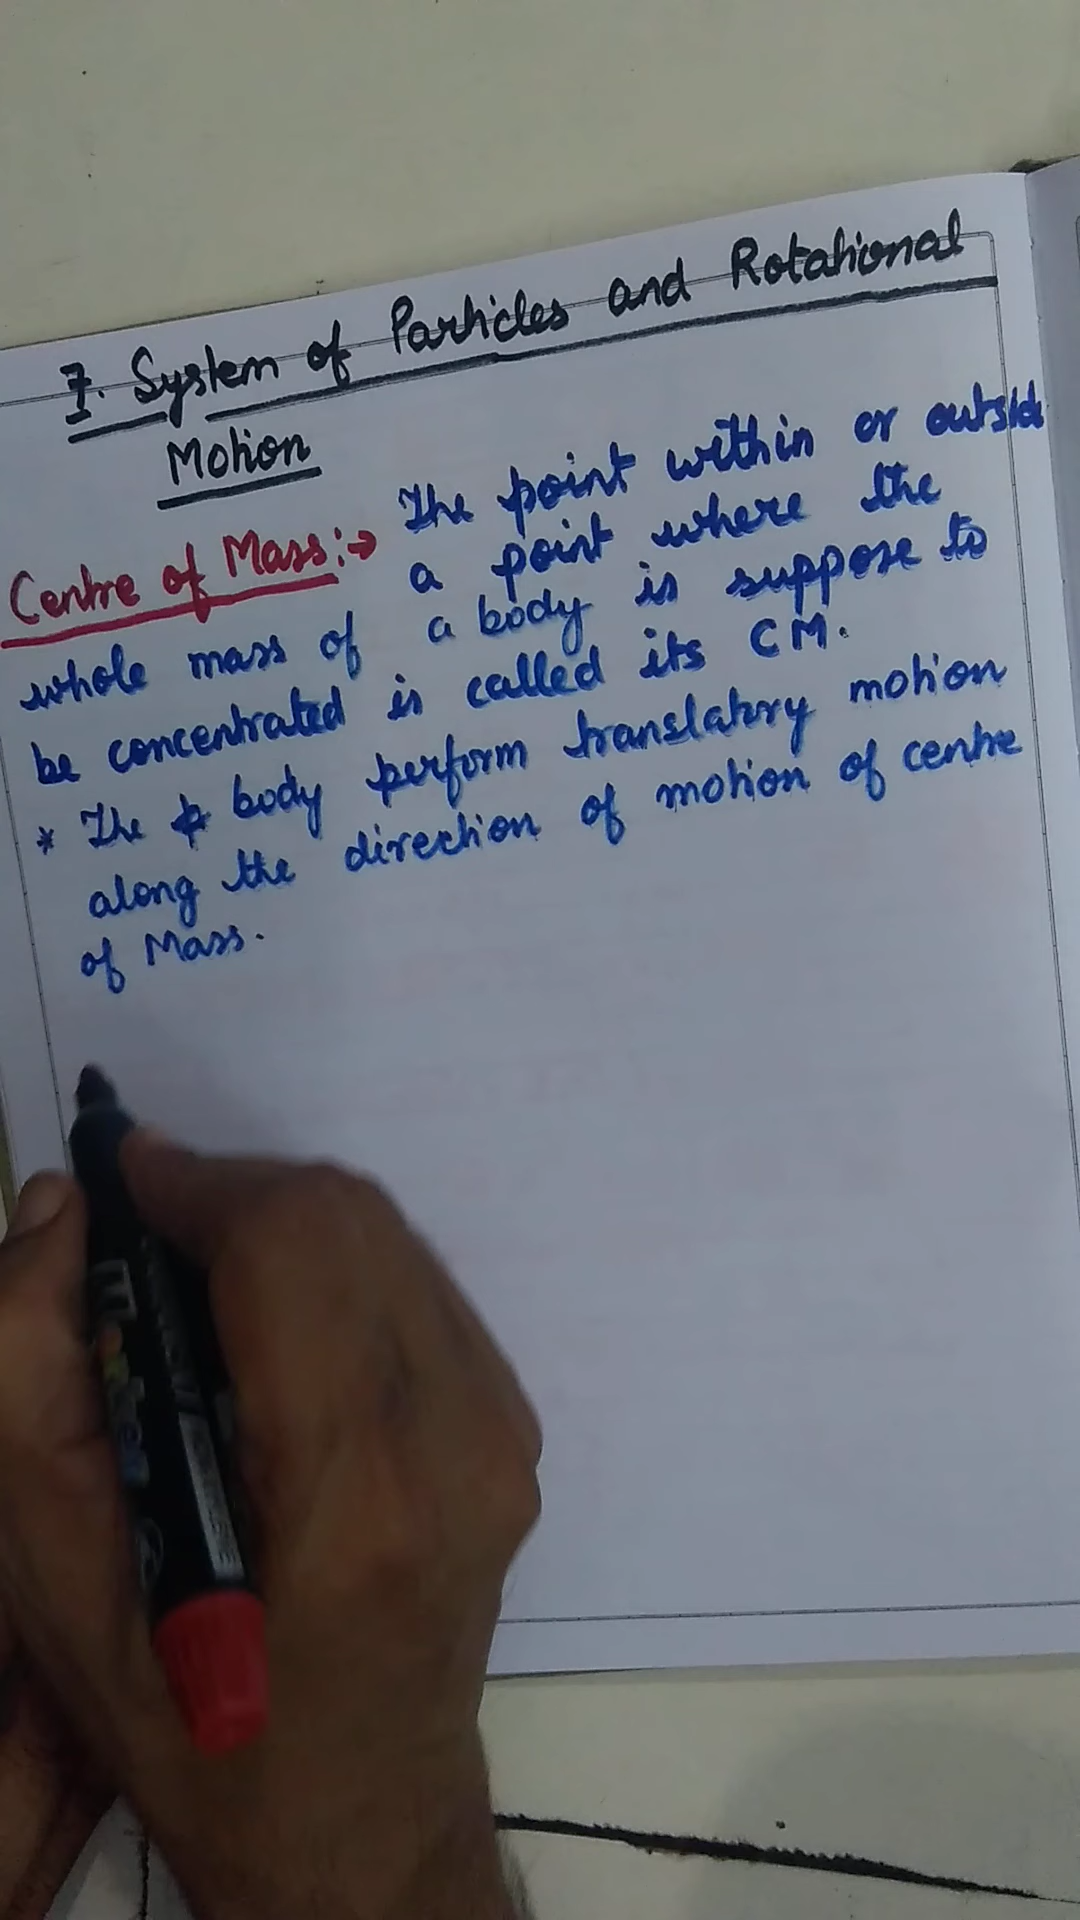 7. System of Particles and Rotational
Motion
Centre of Mass:→ The point within or outside
a point where the
whole mass of a body is suppose to
be concentrated is called its CM.
* The body perform translatory motion
along the direction of motion of centre
of Mass.
Marker